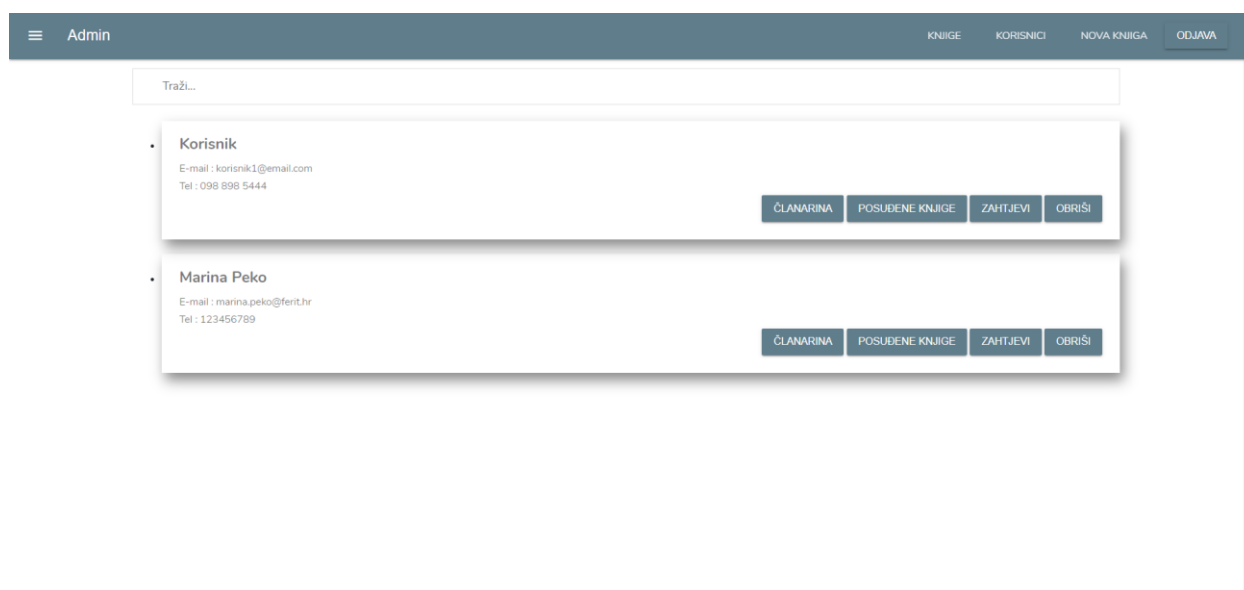 Admin KNJIGE KORISNICI NOVA KNJIGA ODJAVA
Traži...
Korisnik
E-mail : korisnik1@email.com
Tel : 098 898 5444
ČLANARINA POSUĐENE KNJIGE ZAHTJEVI OBRIŠI
Marina Peko
E-mail : marina.peko@ferit.hr
Tel : 123456789
ČLANARINA POSUĐENE KNJIGE ZAHTJEVI OBRIŠI